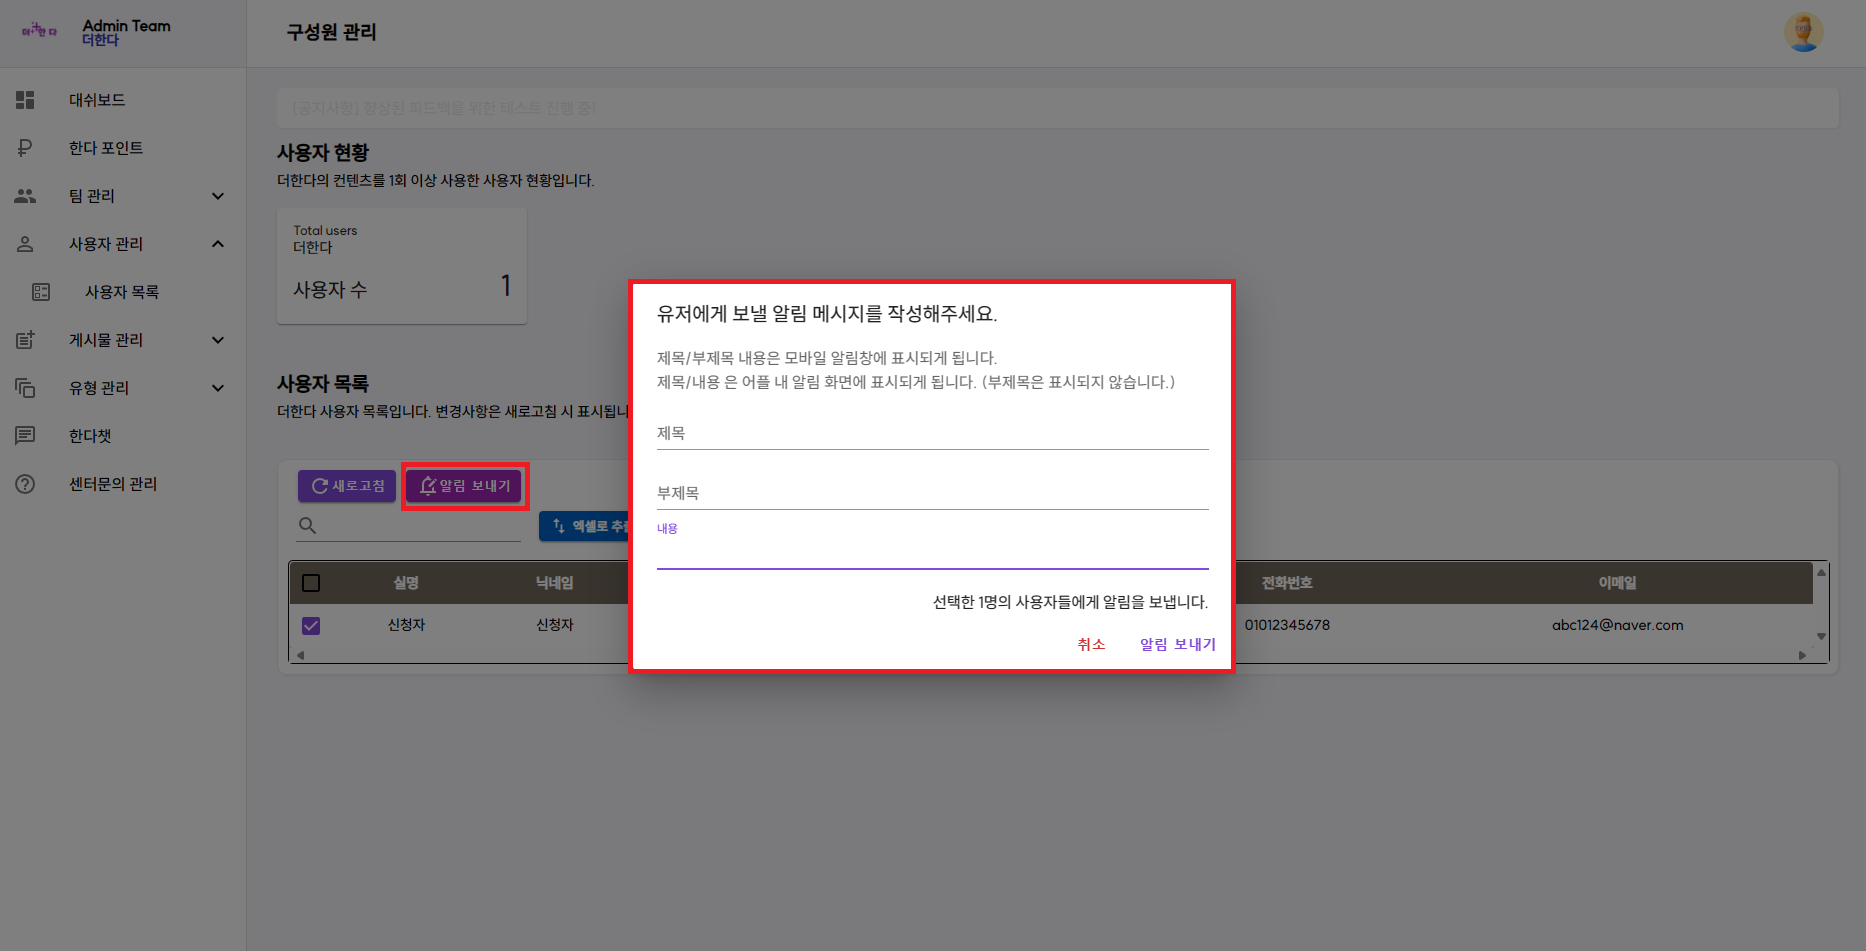 더한다
Admin Team
더한다
구성원 관리
대쉬보드
한다 포인트
팀 관리
사용자 관리
사용자 목록
게시물 관리
유형 관리
한다챗
센터문의 관리
[공지사항] 향상된 피드백을 위한 테스트 진행 중!
사용자 현황
더한다의 컨텐츠를 1회 이상 사용한 사용자 현황입니다.
Total users
더한다
사용자 수 1
사용자 목록
더한다 사용자 목록입니다. 변경사항은 새로고침 시 표시됩니
새로고침 알림 보내기
엑셀로 추출
실명 닉네임 전화번호 이메일
신청자 신청자 01012345678 abc124@naver.com
유저에게 보낼 알림 메시지를 작성해주세요.
제목/부제목 내용은 모바일 알림창에 표시되게 됩니다.
제목/내용 은 어플 내 알림 화면에 표시되게 됩니다. (부제목은 표시되지 않습니다.)
제목
부제목
내용
선택한 1명의 사용자들에게 알림을 보냅니다.
취소 알림 보내기